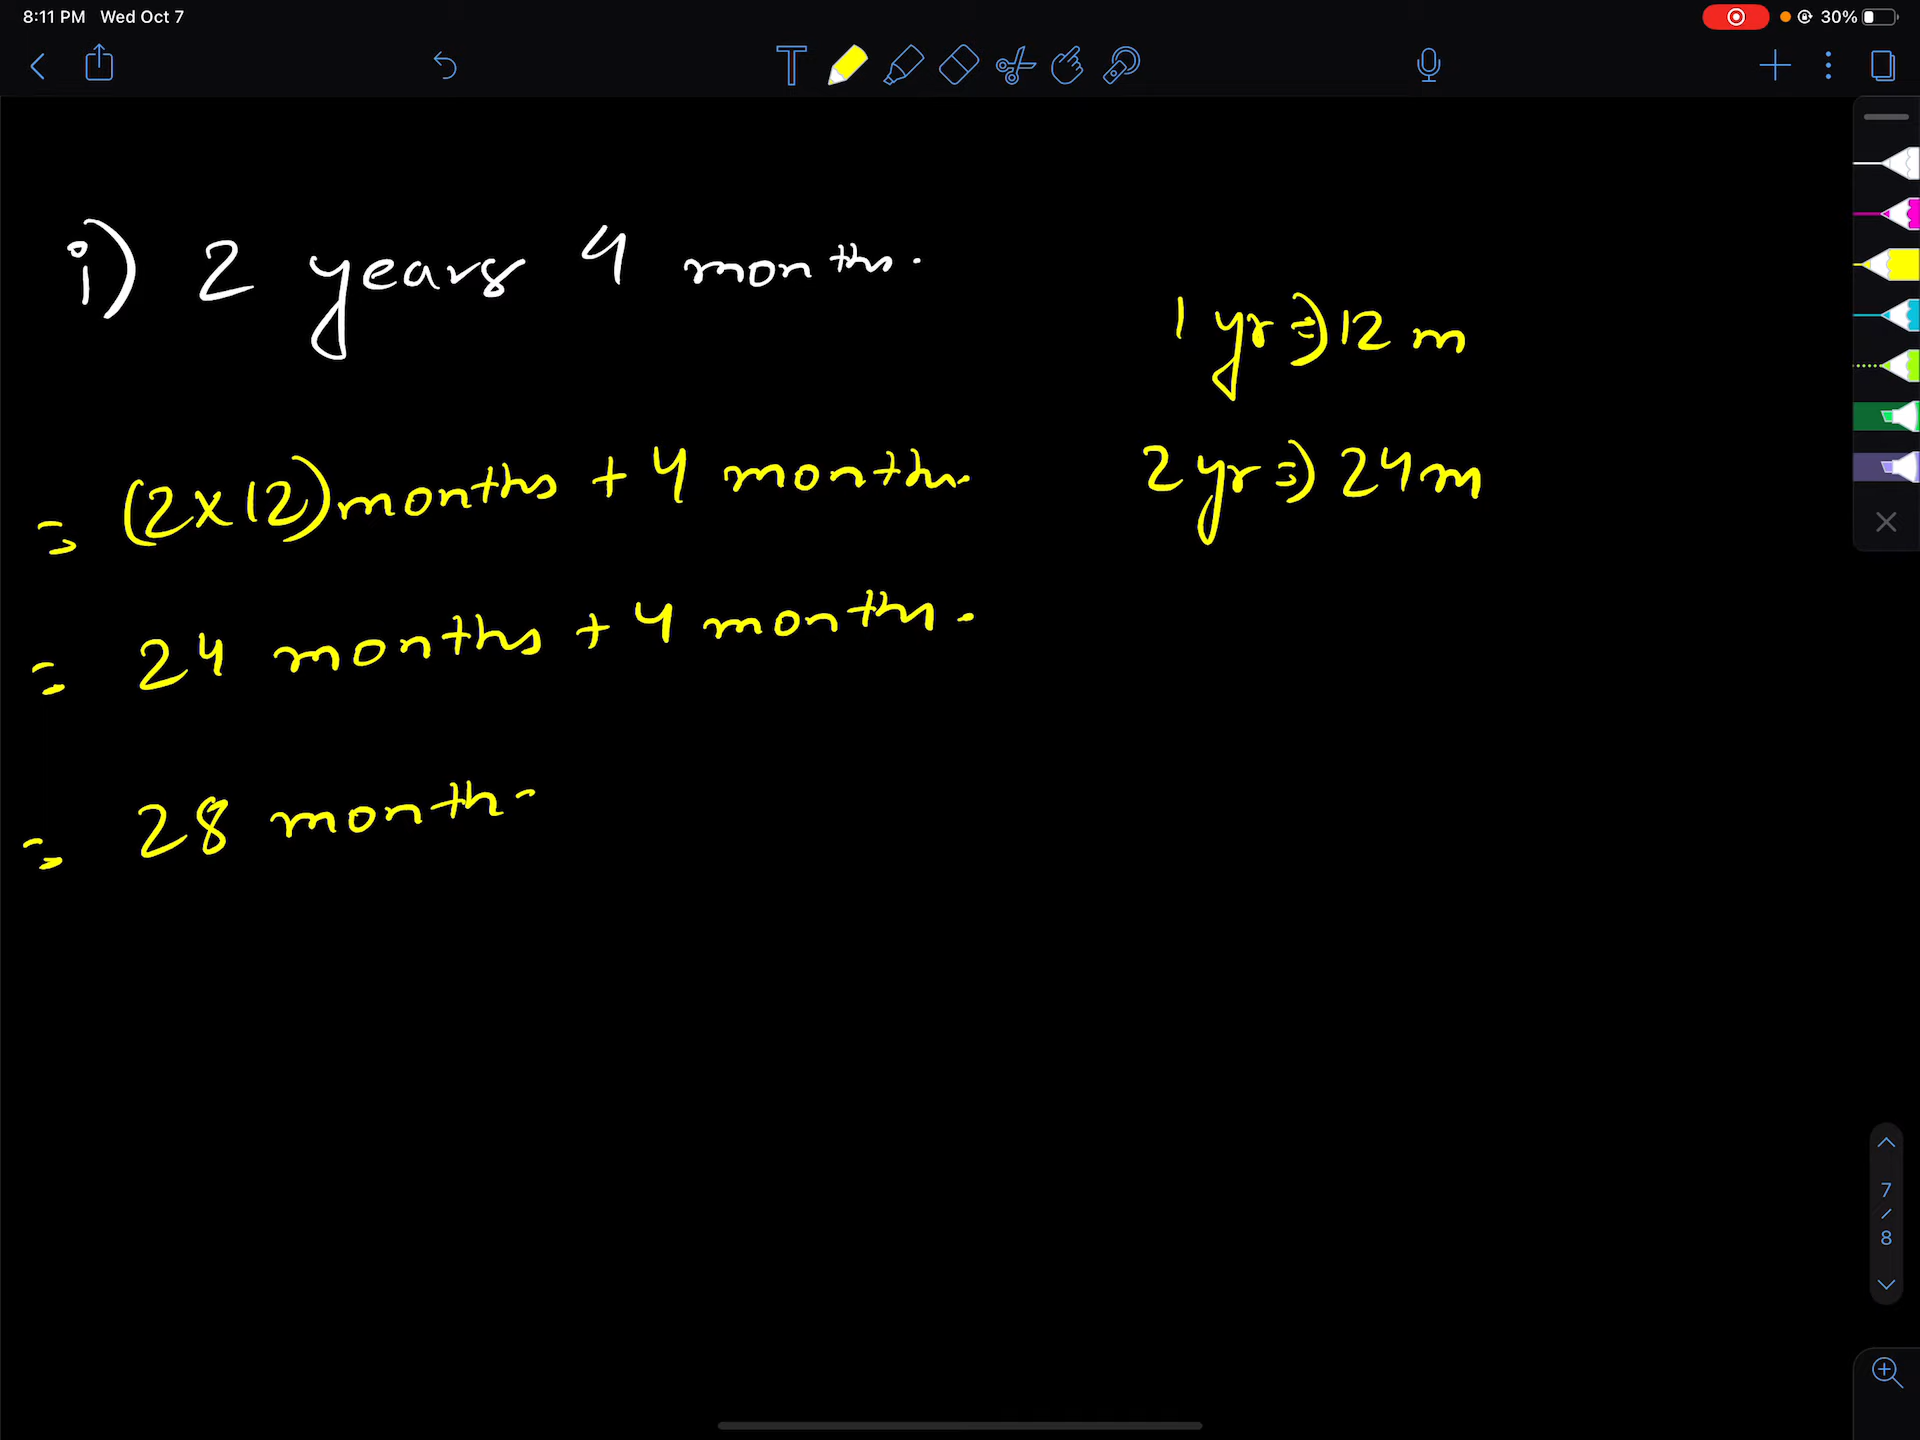 8:11 PM Wed Oct 7
30%
i) 2 years 4 months.
1 yr ⇒ 12 m
= (2x12) months + 4 months.
2 yr ⇒ 24 m
= 24 months + 4 months.
= 28 month
7
/
8